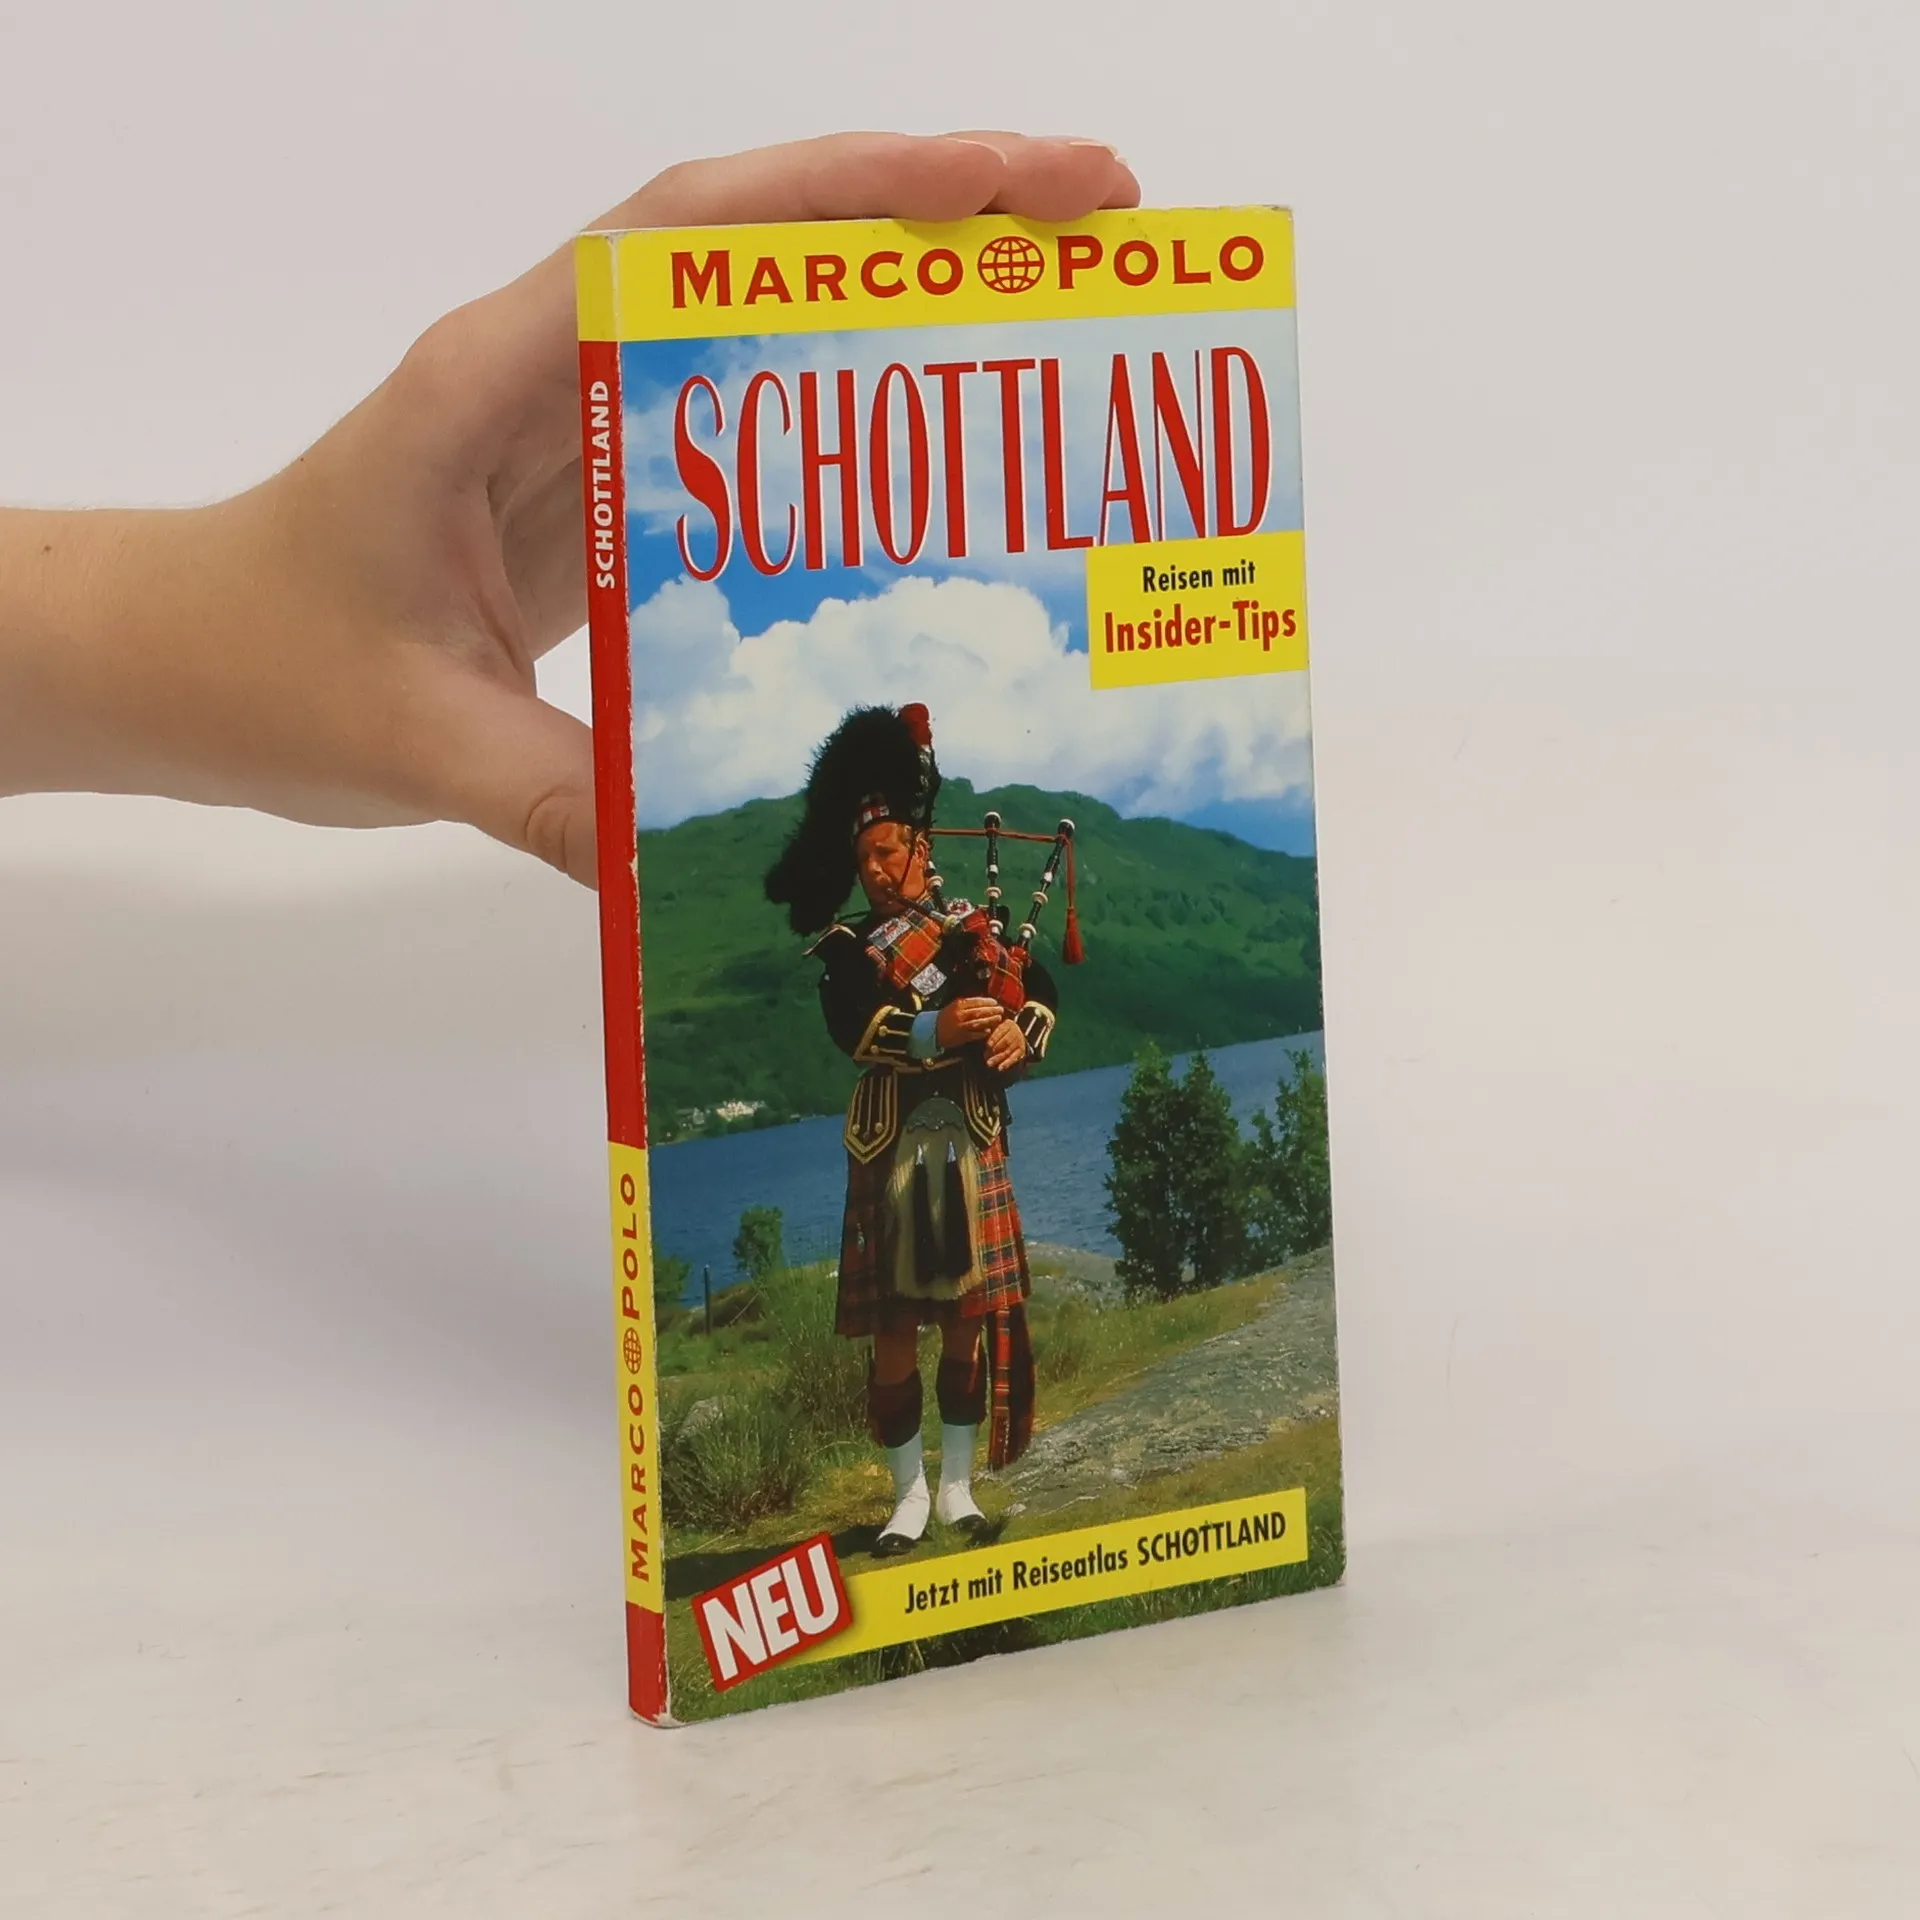 MARCO POLO
SCHOTTLAND
Reisen mit
Insider-Tips
NEU
Jetzt mit Reiseatlas SCHOTTLAND
SCHOTTLAND
MARCO POLO